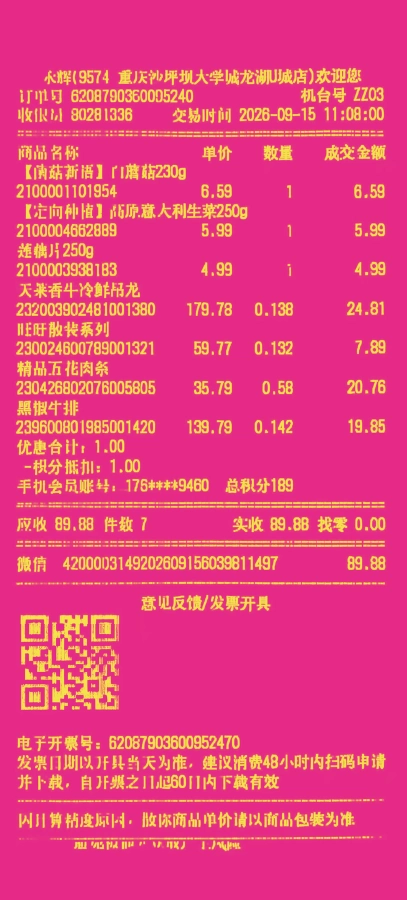 永辉(9574 重庆沙坪坝大学城龙湖U城店)欢迎您
订单号 6208790360095240 机台号 ZZ03
收银员 80281336 交易时间 2026-09-15 11:08:00
商品名称 单价 数量 成交金额
【菌菇新语】白蘑菇230g
2100001101954 6.59 1 6.59
【定向种植】高原意大利生菜250g
2100004662889 5.99 1 5.99
莲藕片250g
2100003938183 4.99 1 4.99
天莱香牛冷鲜吊龙
232003902481001380 179.78 0.138 24.81
旺旺散装系列
230024600789001321 59.77 0.132 7.89
精品五花肉条
230426802076005805 35.79 0.58 20.76
黑椒牛排
239600801985001420 139.79 0.142 19.85
优惠合计: 1.00
-积分抵扣: 1.00
手机会员账号: 176****9460 总积分189
应收 89.88 件数 7 实收 89.88 找零 0.00
微信 4200003149202609156039811497 89.88
意见反馈/发票开具
电子开票号: 62087903600952470
发票日期以开具当天为准, 建议消费48小时内扫码申请
并下载, 自开票之日起60日内下载有效
因计算精度原因, 散称商品单价请以商品包装为准